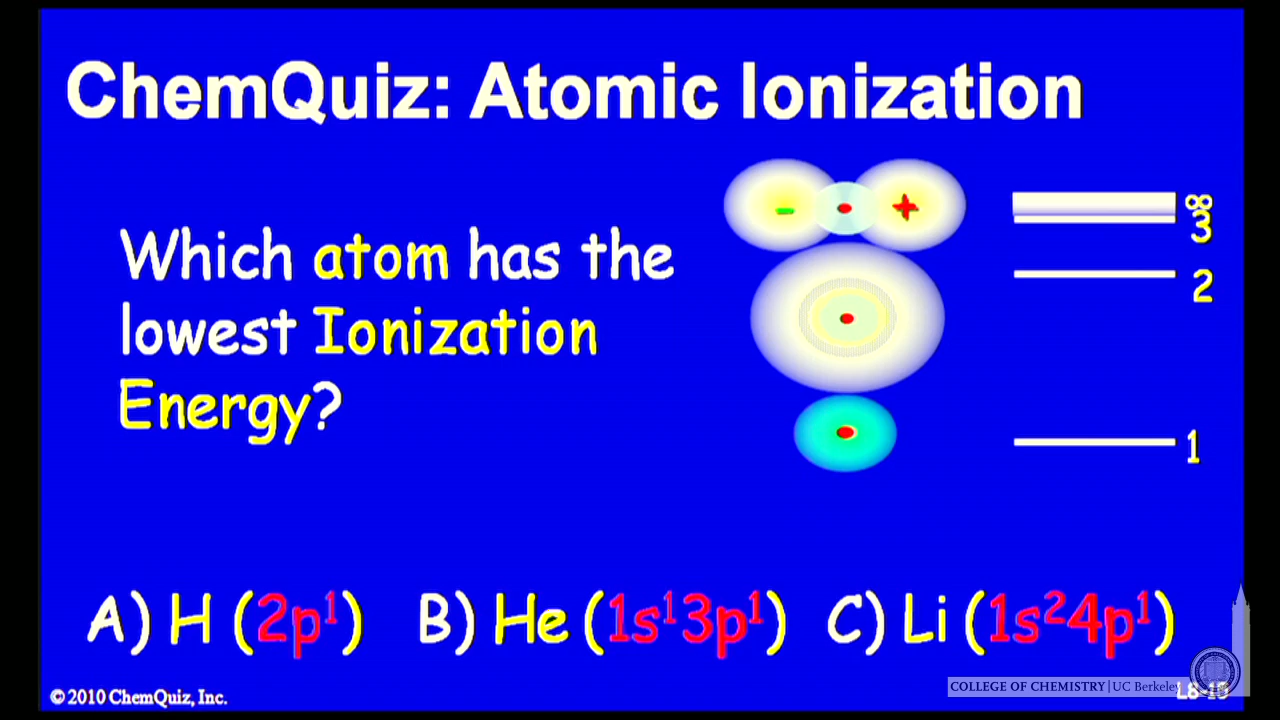 ChemQuiz: Atomic Ionization
Which atom has the
lowest Ionization
Energy?
- • +
∞
3
2
1
A) H (2p¹) B) He (1s¹3p¹) C) Li (1s²4p¹)
© 2010 ChemQuiz, Inc.
COLLEGE OF CHEMISTRY | UC Berkeley